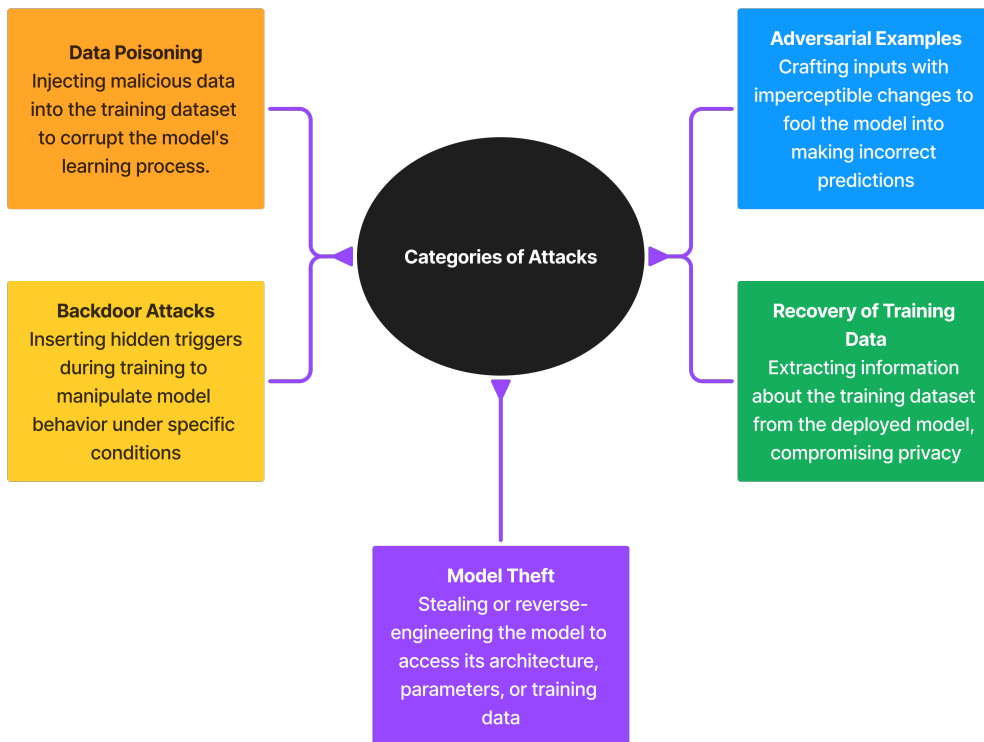 Data Poisoning
Injecting malicious data
into the training dataset
to corrupt the model's
learning process.
Adversarial Examples
Crafting inputs with
imperceptible changes to
fool the model into
making incorrect
predictions
Categories of Attacks
Backdoor Attacks
Inserting hidden triggers
during training to
manipulate model
behavior under specific
conditions
Recovery of Training
Data
Extracting information
about the training dataset
from the deployed model,
compromising privacy
Model Theft
Stealing or reverse-
engineering the model to
access its architecture,
parameters, or training
data